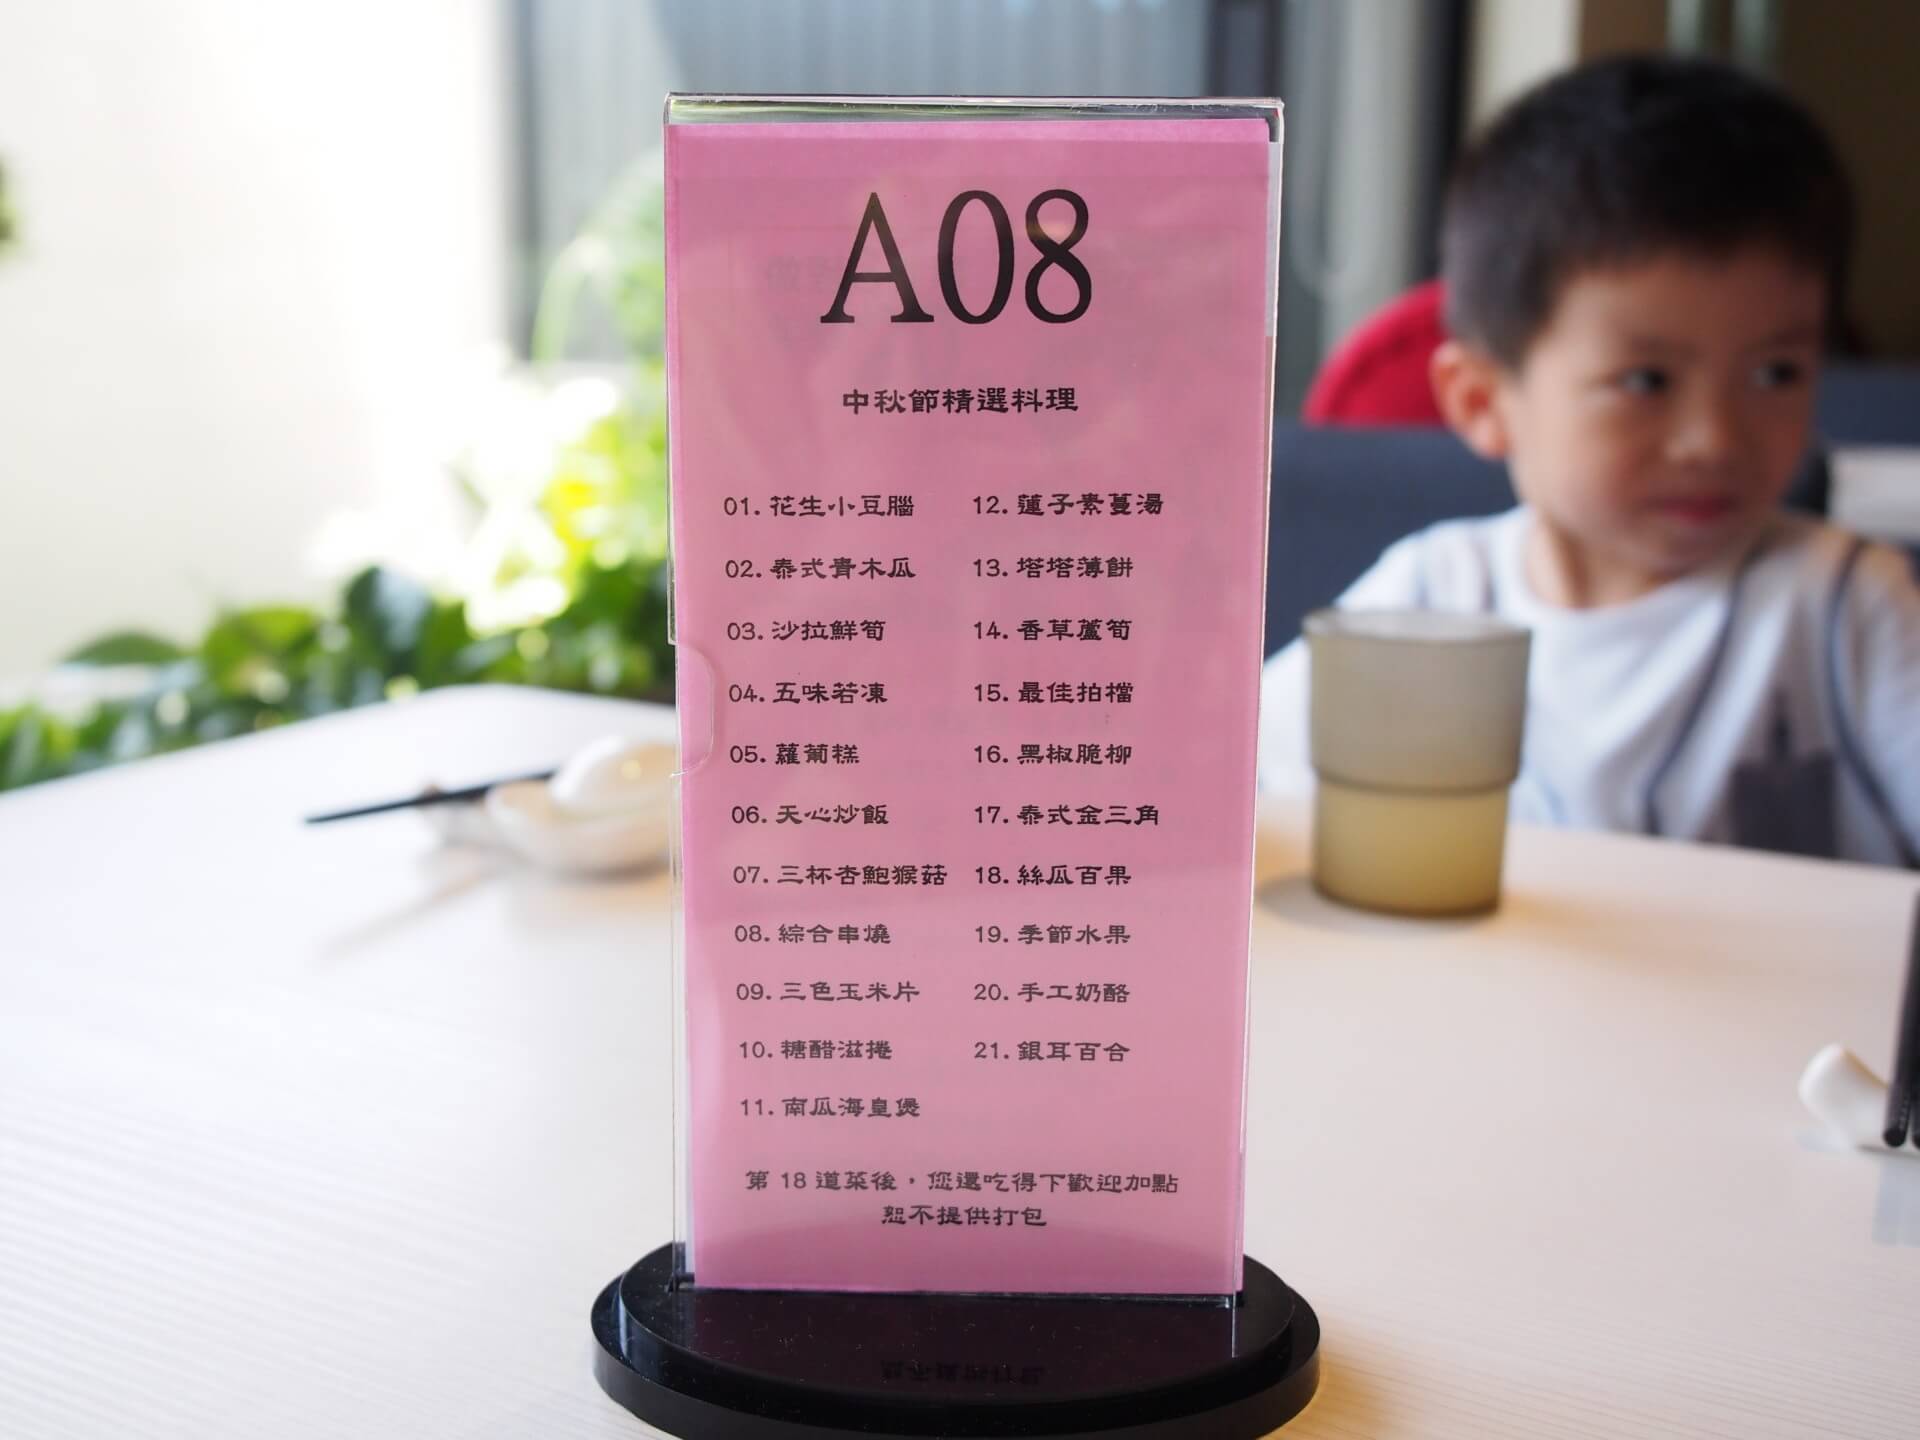 A08
中秋節精選料理
01. 花生小豆腦
02. 泰式青木瓜
03. 沙拉鮮筍
04. 五味若凍
05. 蘿蔔糕
06. 天心炒飯
07. 三杯杏鮑猴菇
08. 綜合串燒
09. 三色玉米片
10. 糖醋滋捲
11. 南瓜海皇煲
12. 蓮子素蔓湯
13. 塔塔薄餅
14. 香草蘆筍
15. 最佳拍檔
16. 黑椒脆柳
17. 泰式金三角
18. 絲瓜百果
19. 季節水果
20. 手工奶酪
21. 銀耳百合
第 18 道菜後，您還吃得下歡迎加點
恕不提供打包